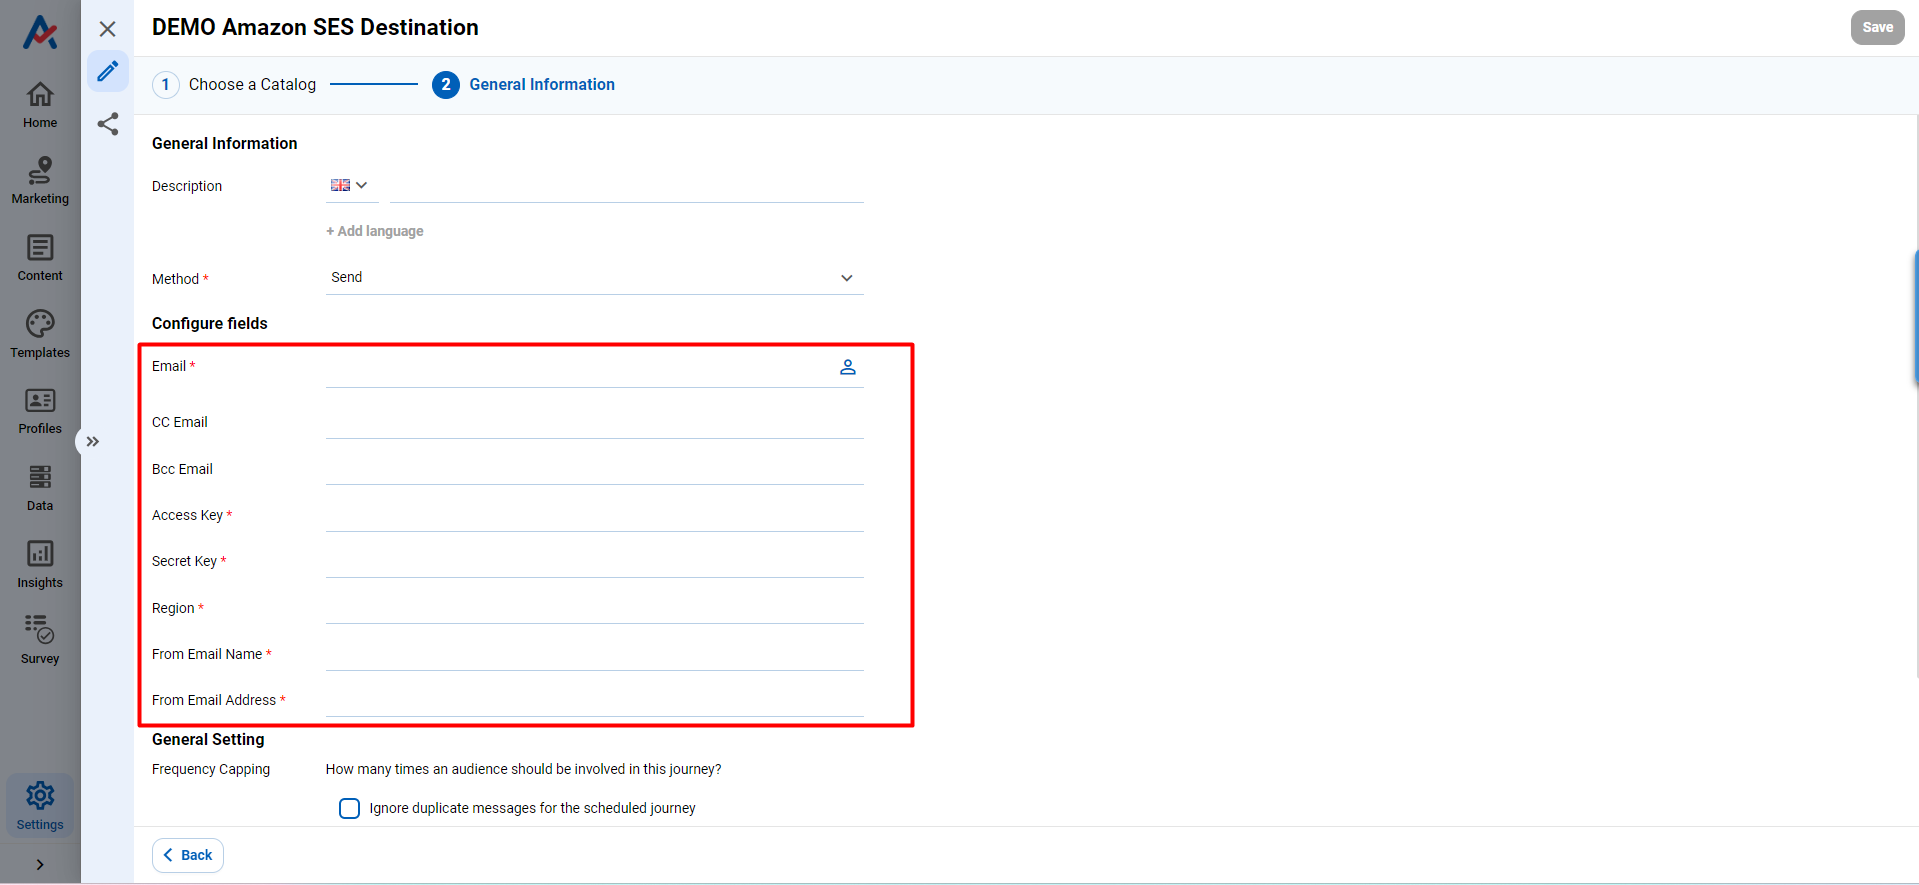 DEMO Amazon SES Destination
Save
1 Choose a Catalog 2 General Information
Home
Marketing
Content
Templates
Profiles
Data
Insights
Survey
Settings
General Information
Description
+ Add language
Method * Send
Configure fields
Email *
CC Email
Bcc Email
Access Key *
Secret Key *
Region *
From Email Name *
From Email Address *
General Setting
Frequency Capping How many times an audience should be involved in this journey?
Ignore duplicate messages for the scheduled journey
Back